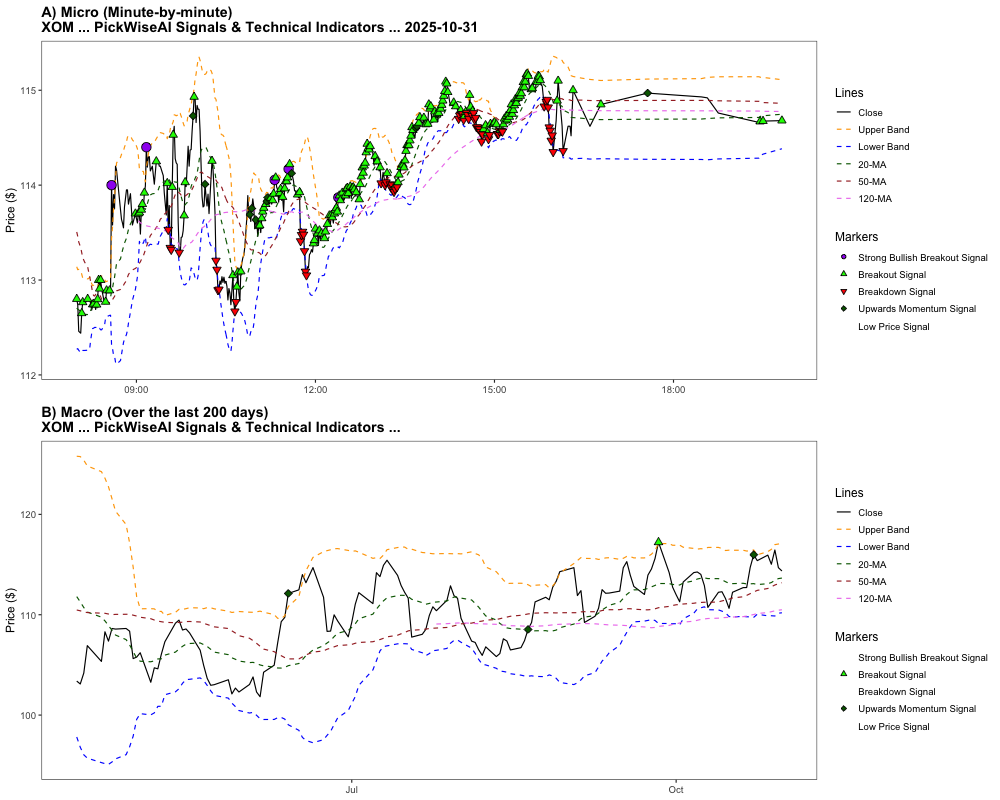 A) Micro (Minute-by-minute)
XOM ... PickWiseAI Signals & Technical Indicators ... 2025-10-31
115
114
113
112
Price ($)
09:00
12:00
15:00
18:00
Lines
Close
Upper Band
Lower Band
20-MA
50-MA
120-MA
Markers
Strong Bullish Breakout Signal
Breakout Signal
Breakdown Signal
Upwards Momentum Signal
Low Price Signal
B) Macro (Over the last 200 days)
XOM ... PickWiseAI Signals & Technical Indicators ...
120
110
100
Price ($)
Jul
Oct
Lines
Close
Upper Band
Lower Band
20-MA
50-MA
120-MA
Markers
Strong Bullish Breakout Signal
Breakout Signal
Breakdown Signal
Upwards Momentum Signal
Low Price Signal